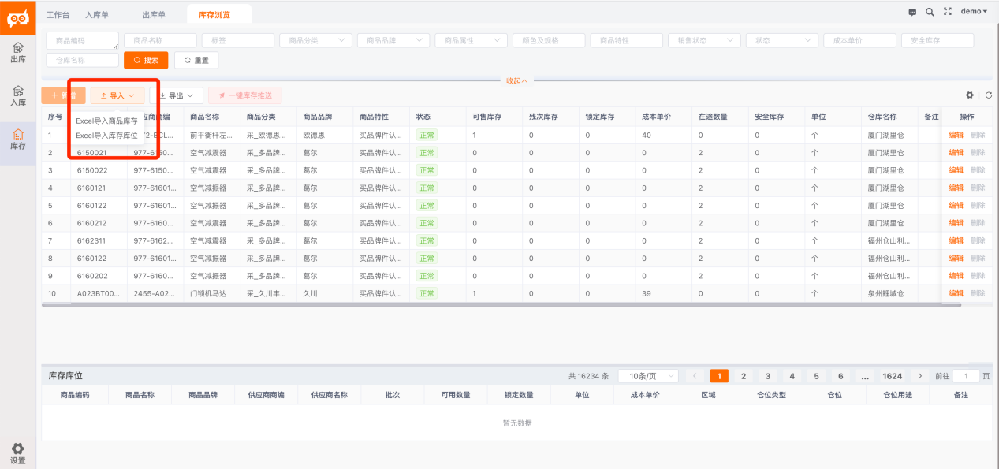 工作台 入库单 出库单 库存浏览 demo
商品编码 商品名称 标签 商品分类 商品品牌 商品属性 颜色及规格 商品特性 销售状态 状态 成本单价 安全库存
仓库名称 搜索 重置
收起
出库
入库
库存
设置
新增 导入 导出 一键库存推送
Excel导入商品库存
Excel导入库存库位
序号 商品名称 商品分类 商品品牌 商品特性 状态 可售库存 残次库存 锁定库存 成本单价 在途数量 安全库存 单位 仓库名称 备注 操作
1 前平衡杆左... 采_欧德思... 欧德思 买品牌件认... 正常 1 0 0 40 0 0 个 厦门湖里仓 编辑 删除
2 6150021 977-6150... 空气减震器 采_多品牌... 葛尔 买品牌件认... 正常 0 0 0 0 2 0 个 厦门湖里仓 编辑 删除
3 6150022 977-6150... 空气减震器 采_多品牌... 葛尔 买品牌件认... 正常 0 0 0 0 2 0 个 厦门湖里仓 编辑 删除
4 6160121 977-61601... 空气减振器 采_多品牌... 葛尔 买品牌件认... 正常 0 0 0 0 2 0 个 厦门湖里仓 编辑 删除
5 6160122 977-61601... 空气减振器 采_多品牌... 葛尔 买品牌件认... 正常 0 0 0 0 2 0 个 厦门湖里仓 编辑 删除
6 6160212 977-6160... 空气减震器 采_多品牌... 葛尔 买品牌件认... 正常 0 0 0 0 2 0 个 厦门湖里仓 编辑 删除
7 6162311 977-6162... 空气减震器 采_多品牌... 葛尔 买品牌件认... 正常 0 0 0 0 2 0 个 福州仓山利... 编辑 删除
8 6160122 977-61601... 空气减振器 采_多品牌... 葛尔 买品牌件认... 正常 0 0 0 0 2 0 个 福州仓山利... 编辑 删除
9 6160202 977-6160... 空气减震器 采_多品牌... 葛尔 买品牌件认... 正常 0 0 0 0 2 0 个 福州仓山利... 编辑 删除
10 A023BT00... 2455-A02... 门锁机马达 采_久川丰... 久川 买品牌件认... 正常 1 0 0 39 0 0 个 泉州鲤城仓 编辑 删除
库存库位 共 16234 条 10条/页 1 2 3 4 5 6 ... 1624 前往 1 页
商品编码 商品名称 商品品牌 供应商商编 供应商名称 批次 可用数量 锁定数量 单位 成本单价 区域 仓位类型 仓位 仓位用途 备注
暂无数据